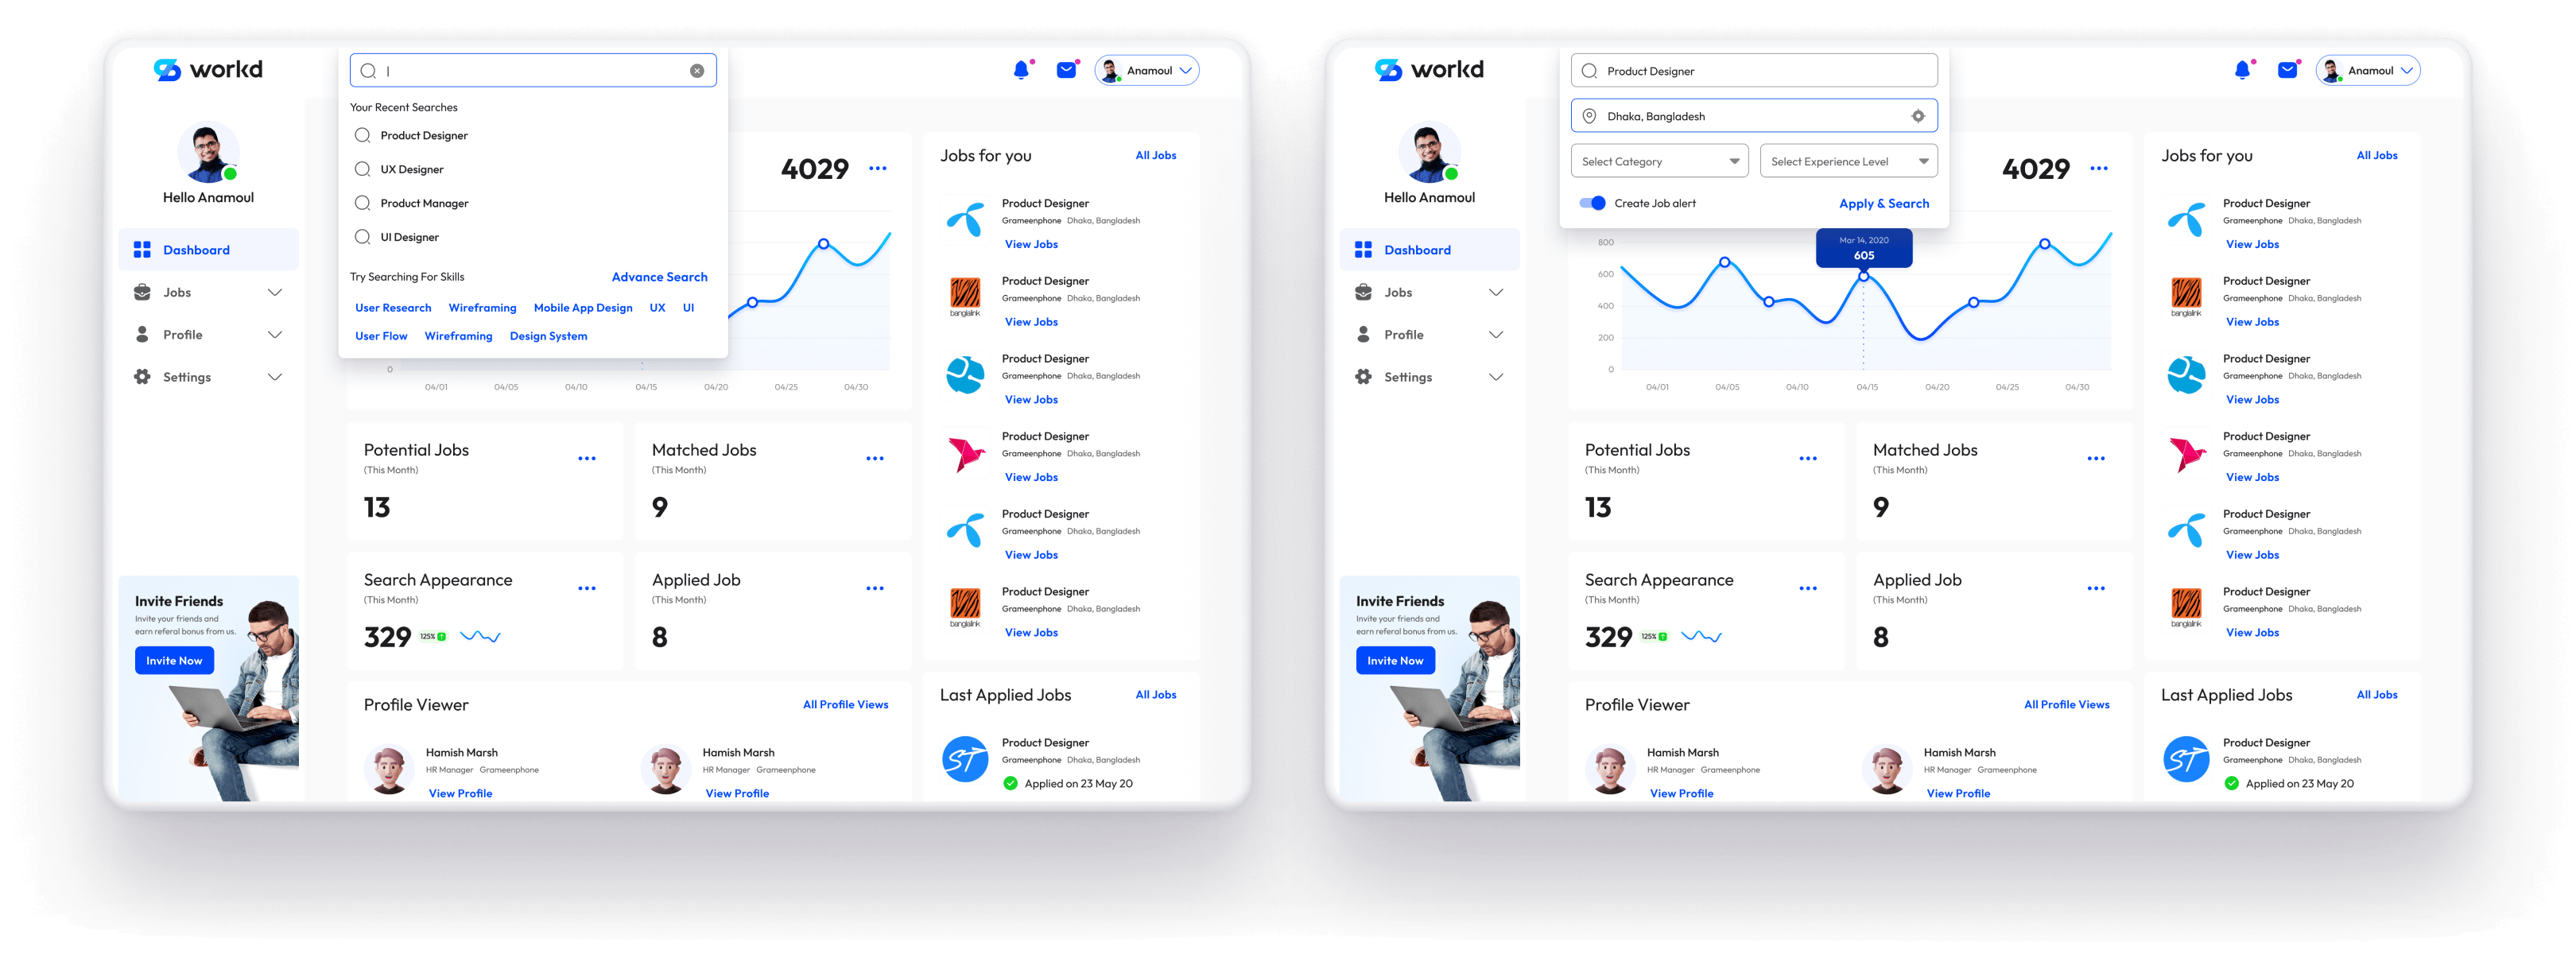 workd
Anamoul
Your Recent Searches
Product Designer
UX Designer
Product Manager
UI Designer
Try Searching For Skills Advance Search
User Research Wireframing Mobile App Design UX UI
User Flow Wireframing Design System
Hello Anamoul
Dashboard
Jobs
Profile
Settings
Invite Friends
Invite your friends and
earn referal bonus from us.
Invite Now
4029
0
04/01 04/05 04/10 04/15 04/20 04/25 04/30
Potential Jobs
(This Month)
13
Matched Jobs
(This Month)
9
Search Appearance
(This Month)
329 125%
Applied Job
(This Month)
8
Profile Viewer All Profile Views
Hamish Marsh
HR Manager Grameenphone
View Profile
Hamish Marsh
HR Manager Grameenphone
View Profile
Jobs for you All Jobs
Product Designer
Grameenphone Dhaka, Bangladesh
View Jobs
banglalink
Product Designer
Grameenphone Dhaka, Bangladesh
View Jobs
Product Designer
Grameenphone Dhaka, Bangladesh
View Jobs
Product Designer
Grameenphone Dhaka, Bangladesh
View Jobs
Product Designer
Grameenphone Dhaka, Bangladesh
View Jobs
banglalink
Product Designer
Grameenphone Dhaka, Bangladesh
View Jobs
Last Applied Jobs All Jobs
ST
Product Designer
Grameenphone Dhaka, Bangladesh
Applied on 23 May 20
workd
Product Designer
Dhaka, Bangladesh
Select Category Select Experience Level
Create Job alert Apply & Search
Anamoul
Hello Anamoul
Dashboard
Jobs
Profile
Settings
Invite Friends
Invite your friends and
earn referal bonus from us.
Invite Now
4029
Mar 14, 2020
605
800
600
400
200
0
04/01 04/05 04/10 04/15 04/20 04/25 04/30
Potential Jobs
(This Month)
13
Matched Jobs
(This Month)
9
Search Appearance
(This Month)
329 125%
Applied Job
(This Month)
8
Profile Viewer All Profile Views
Hamish Marsh
HR Manager Grameenphone
View Profile
Hamish Marsh
HR Manager Grameenphone
View Profile
Jobs for you All Jobs
Product Designer
Grameenphone Dhaka, Bangladesh
View Jobs
banglalink
Product Designer
Grameenphone Dhaka, Bangladesh
View Jobs
Product Designer
Grameenphone Dhaka, Bangladesh
View Jobs
Product Designer
Grameenphone Dhaka, Bangladesh
View Jobs
Product Designer
Grameenphone Dhaka, Bangladesh
View Jobs
banglalink
Product Designer
Grameenphone Dhaka, Bangladesh
View Jobs
Last Applied Jobs All Jobs
ST
Product Designer
Grameenphone Dhaka, Bangladesh
Applied on 23 May 20